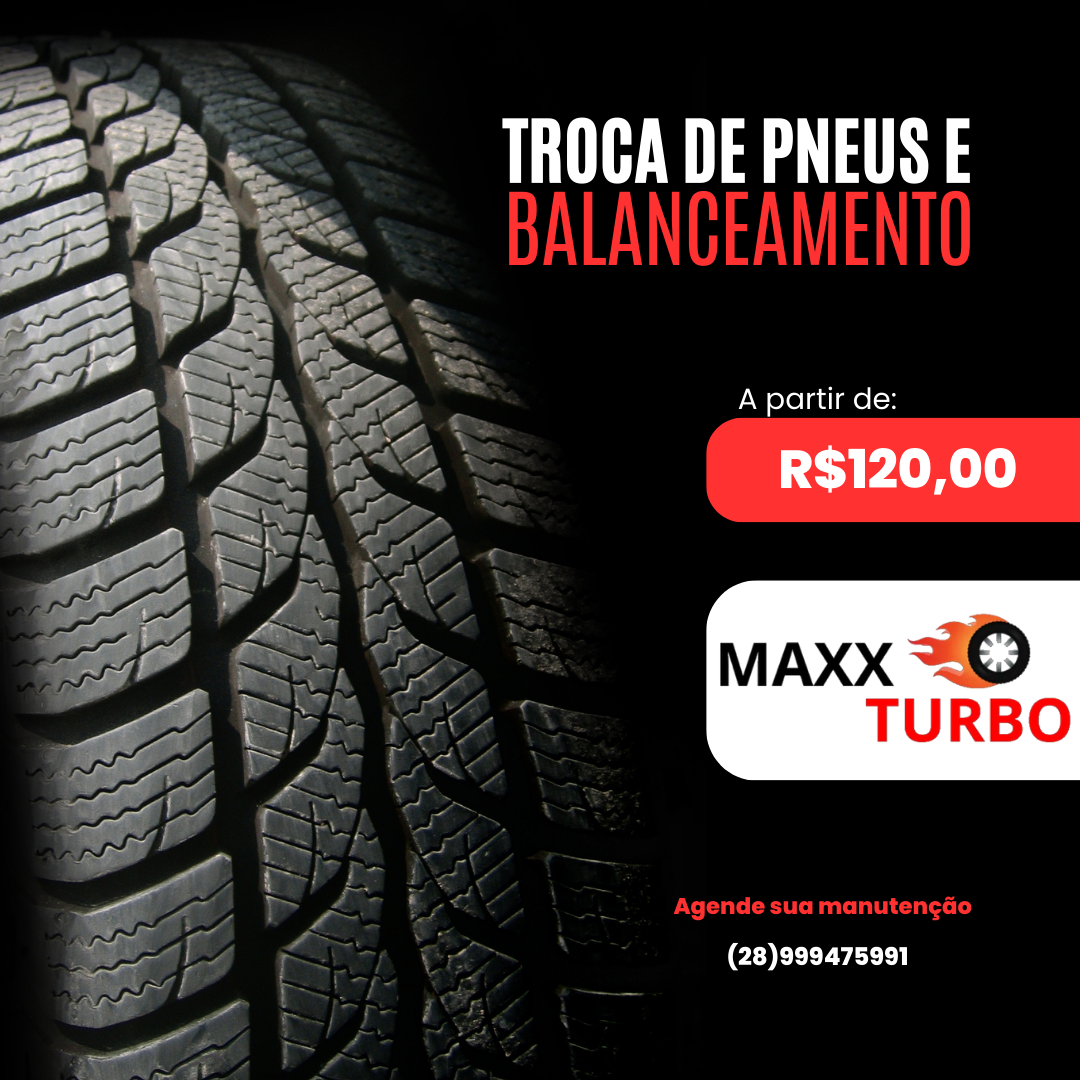 TROCA DE PNEUS E
BALANCEAMENTO
A partir de:
R$120,00
MAXX
TURBO
Agende sua manutenção
(28)999475991